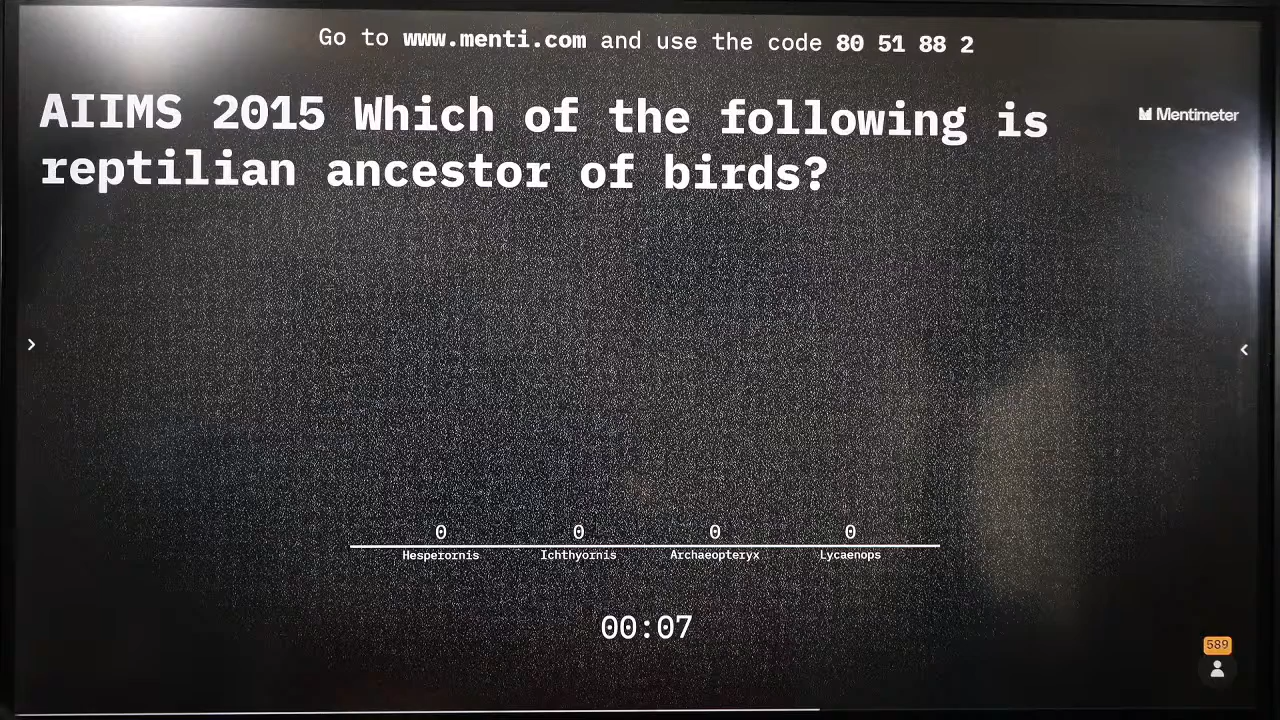 Go to www.menti.com and use the code 80 51 88 2
AIIMS 2015 Which of the following is
reptilian ancestor of birds?
Mentimeter
0 0 0 0
Hesperornis Ichthyornis Archaeopteryx Lycaenops
00:07
589